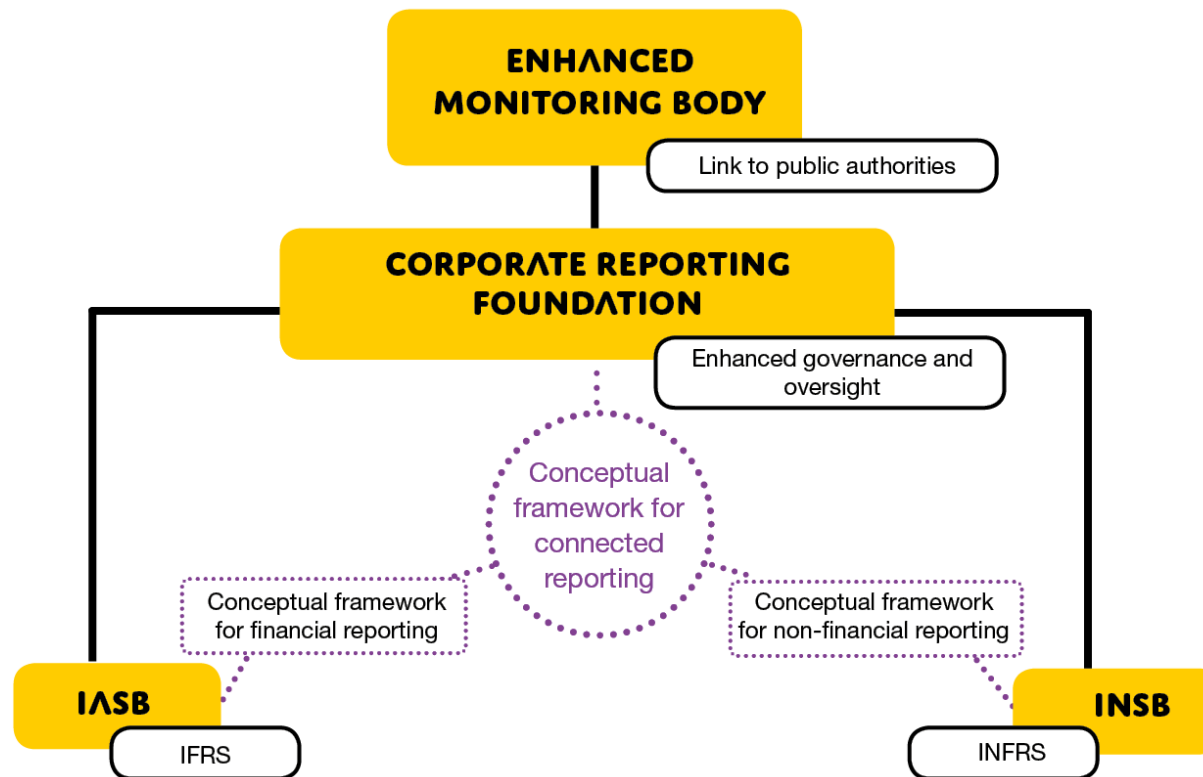 ENHANCED
MONITORING BODY
Link to public authorities
CORPORATE REPORTING
FOUNDATION
Enhanced governance and
oversight
Conceptual
framework for
connected
reporting
Conceptual framework
for financial reporting
Conceptual framework
for non-financial reporting
IASB
IFRS
INSB
INFRS